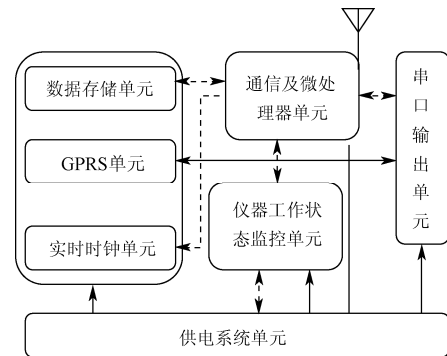 数据存储单元
GPRS单元
实时时钟单元
通信及微处
理器单元
仪器工作状
态监控单元
串
口
输
出
单
元
供电系统单元